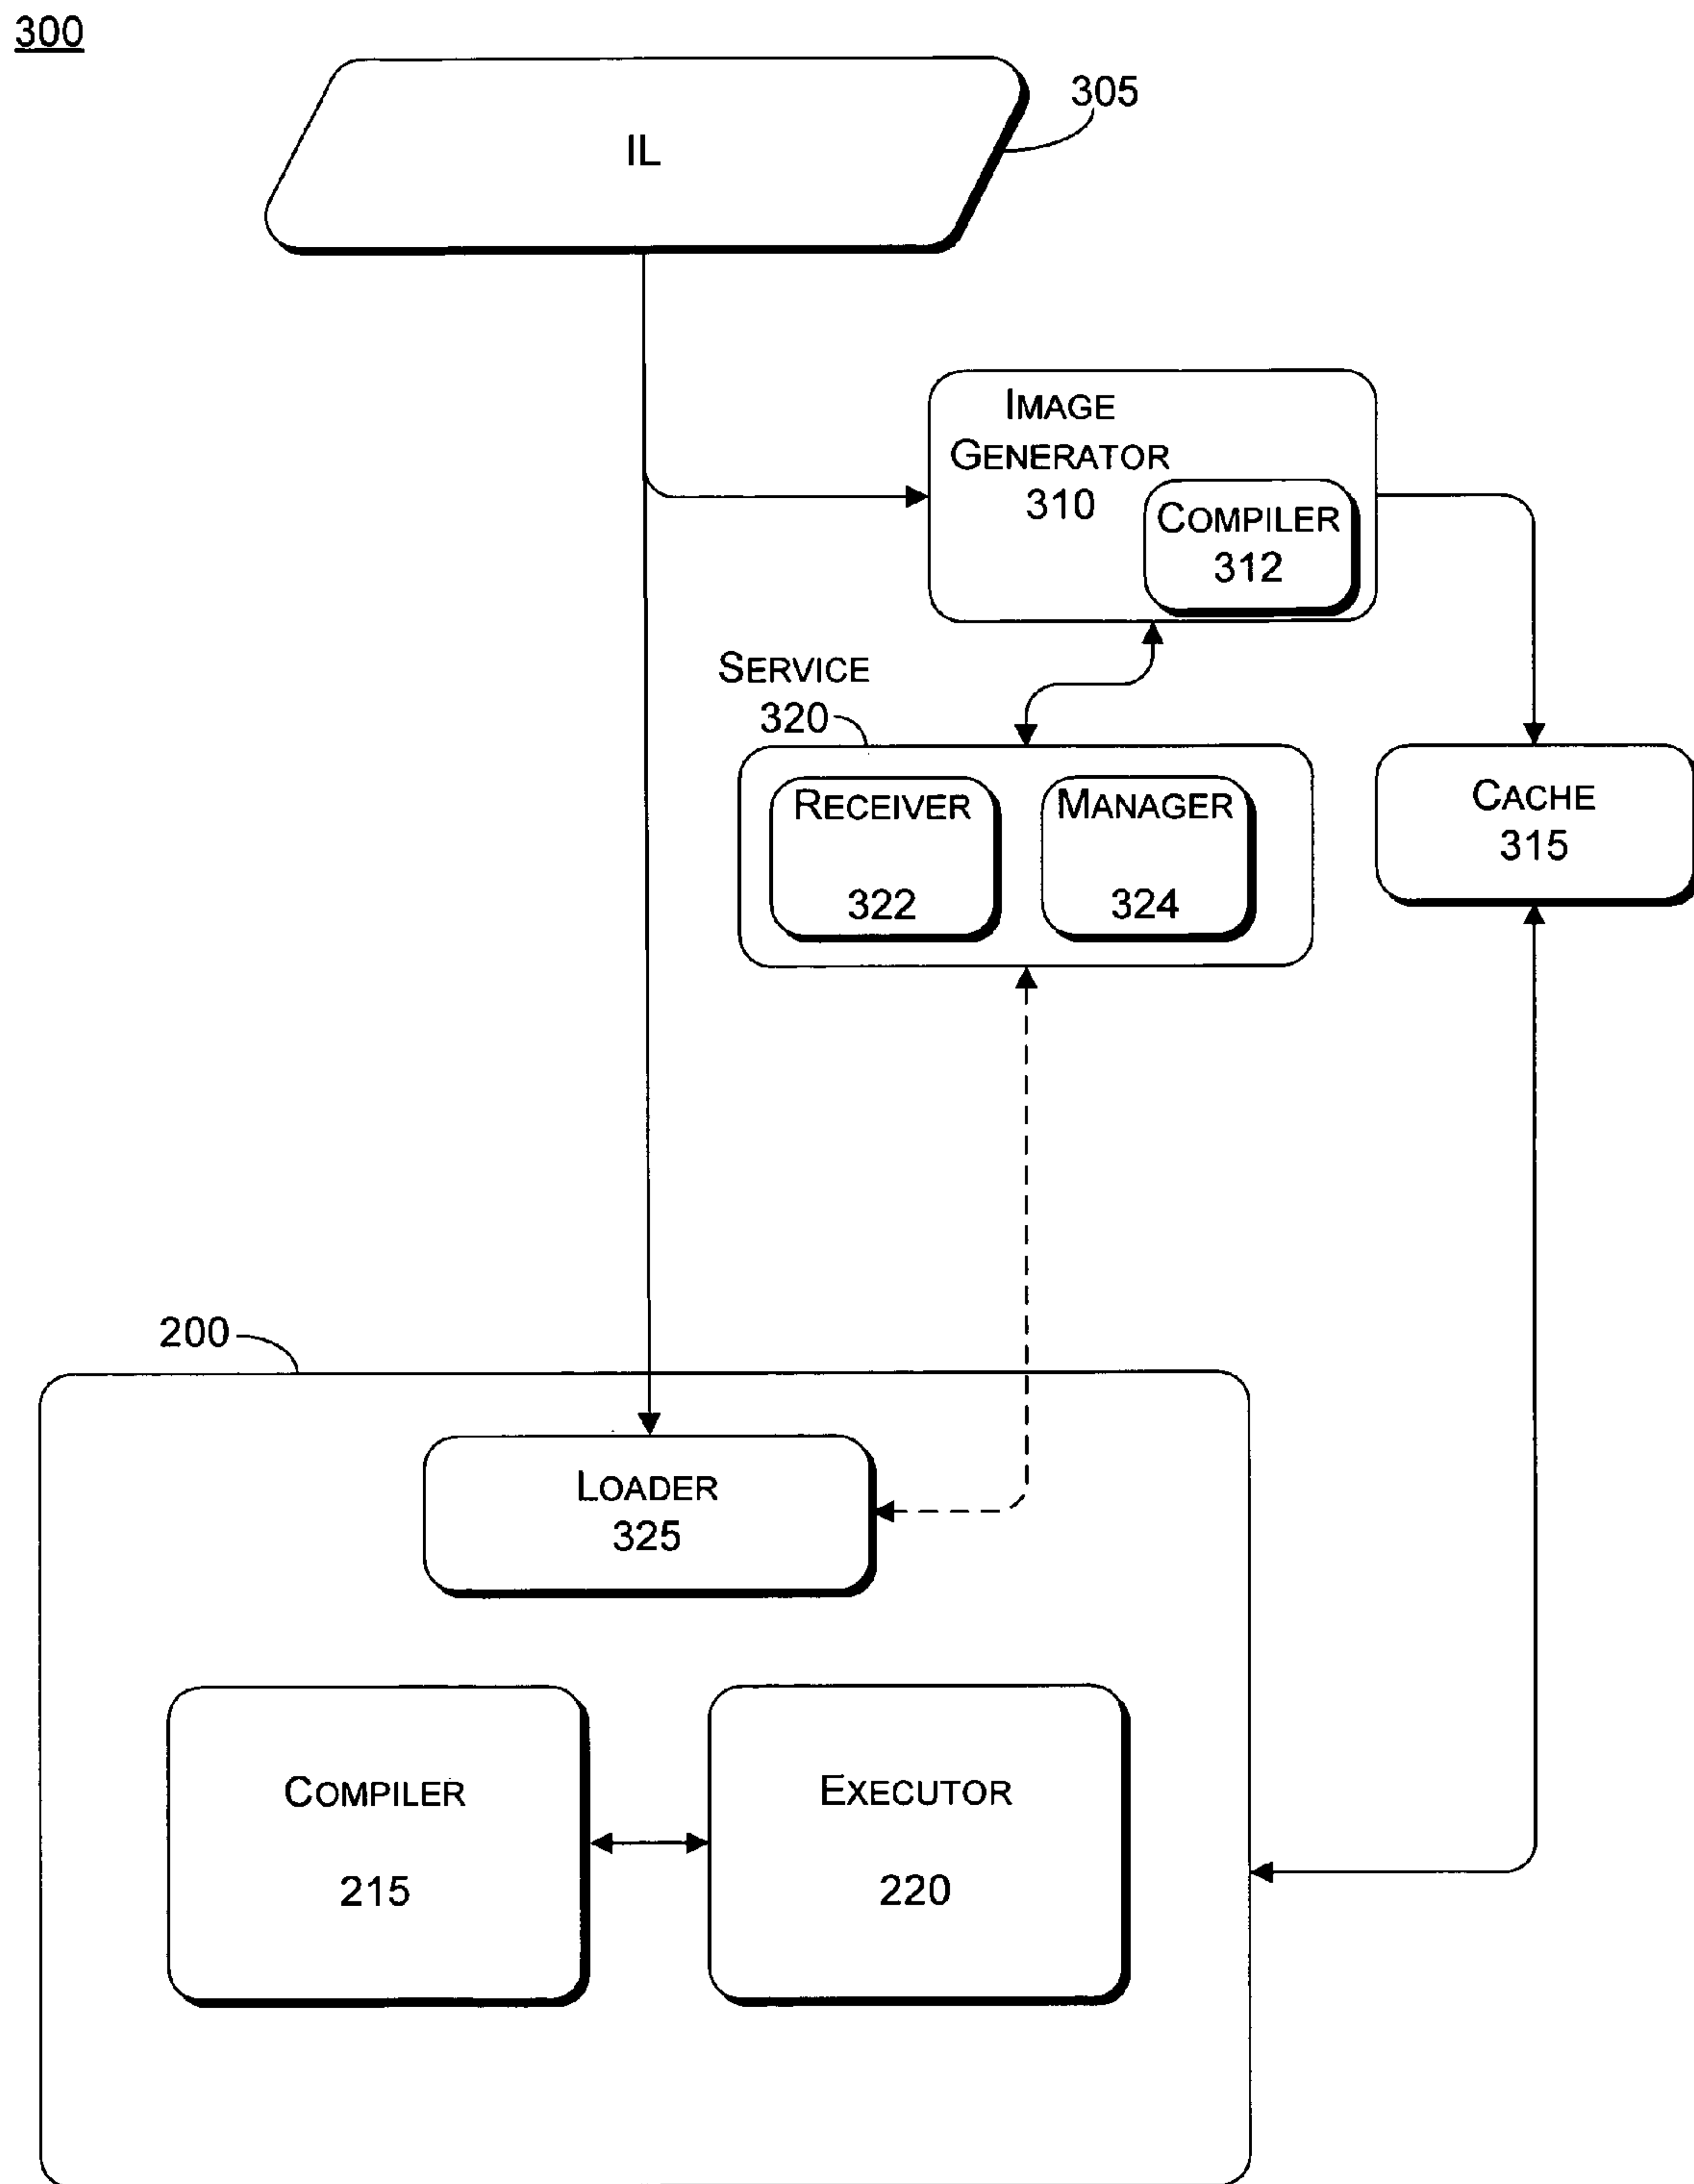 300
IL
305
IMAGE
GENERATOR
310
COMPILER
312
SERVICE
320
RECEIVER
322
MANAGER
324
CACHE
315
200
LOADER
325
COMPILER
215
EXECUTOR
220